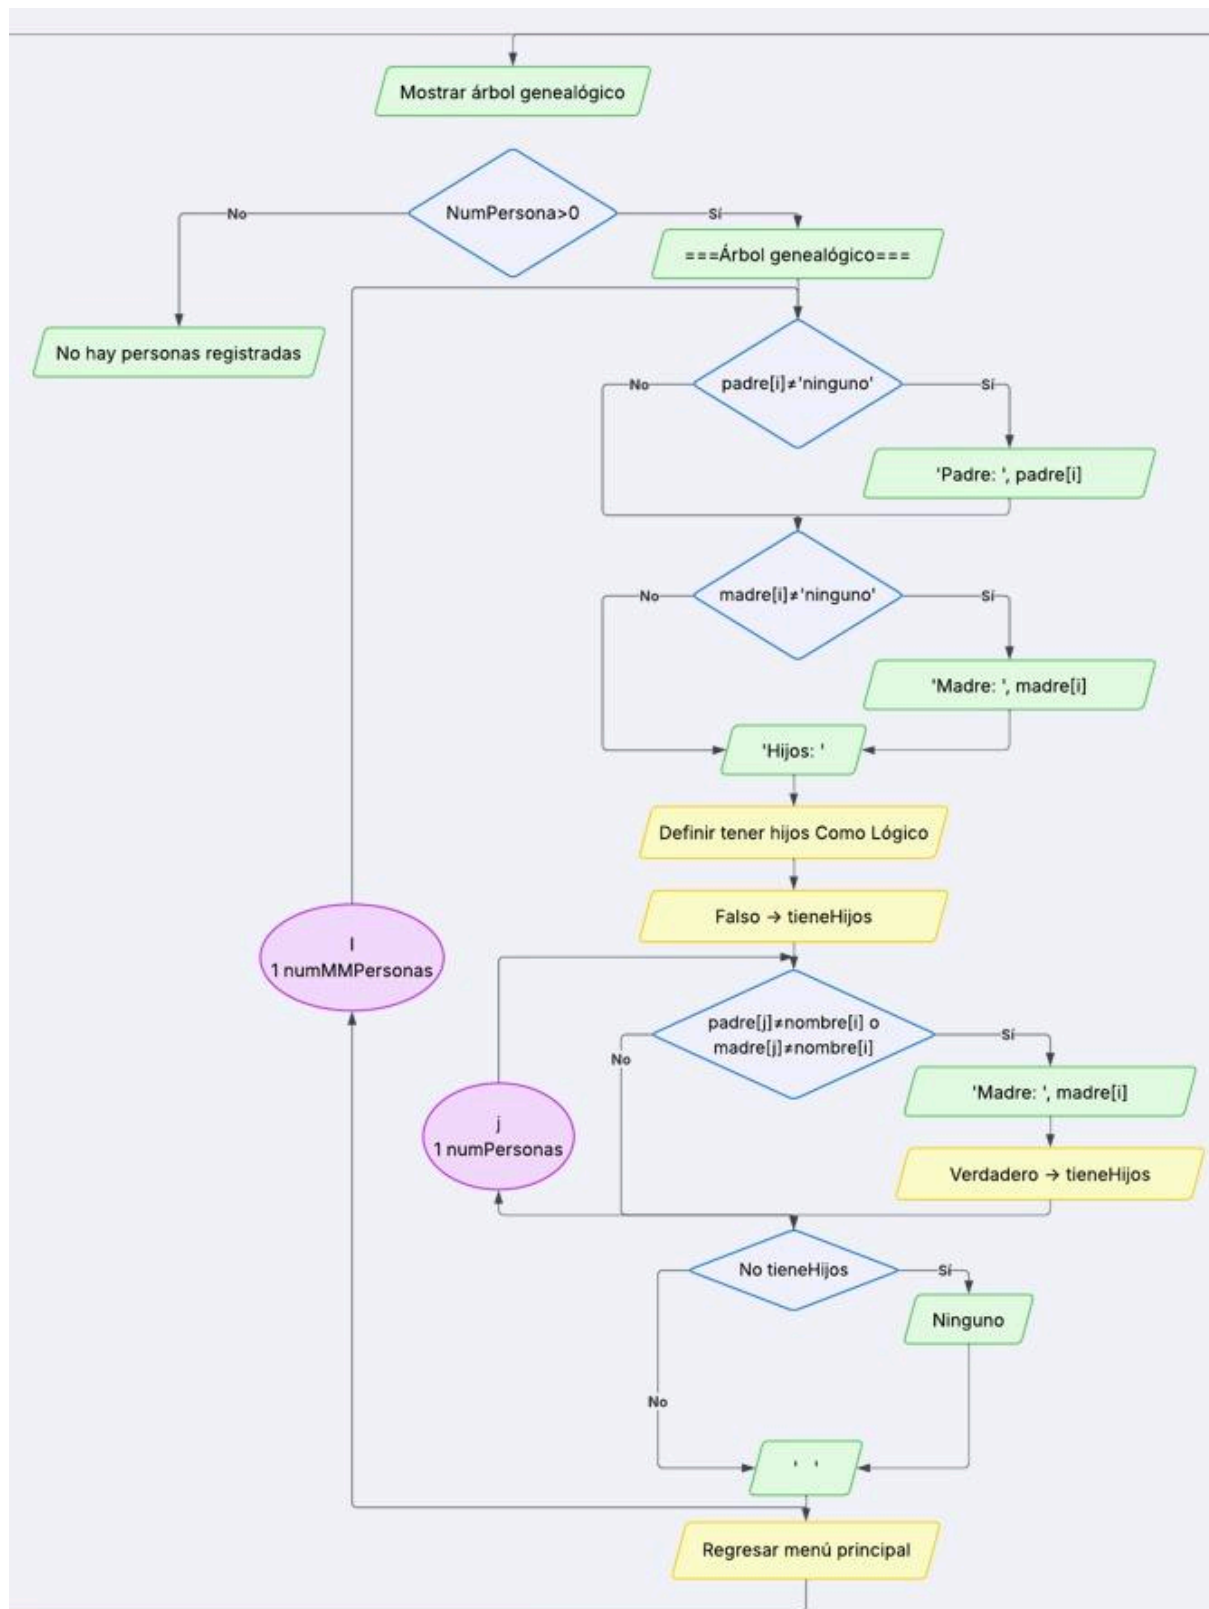 Mostrar árbol genealógico
NumPersona>0
No
Sí
===Árbol genealógico===
No hay personas registradas
padre[i]≠'ninguno'
No
Sí
'Padre: ', padre[i]
madre[i]≠'ninguno'
No
Sí
'Madre: ', madre[i]
'Hijos: '
Definir tener hijos Como Lógico
Falso → tieneHijos
I
1 numMMPersonas
padre[j]≠nombre[i] o
madre[j]≠nombre[i]
No
Sí
'Madre: ', madre[i]
j
1 numPersonas
Verdadero → tieneHijos
No tieneHijos
Sí
Ninguno
No
' '
Regresar menú principal